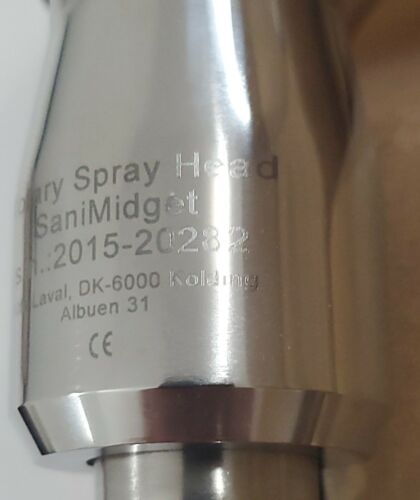 Spray Head
SaniMidget
2015-20282
Laval, DK-6000 Kolding
Albuen 31
CE